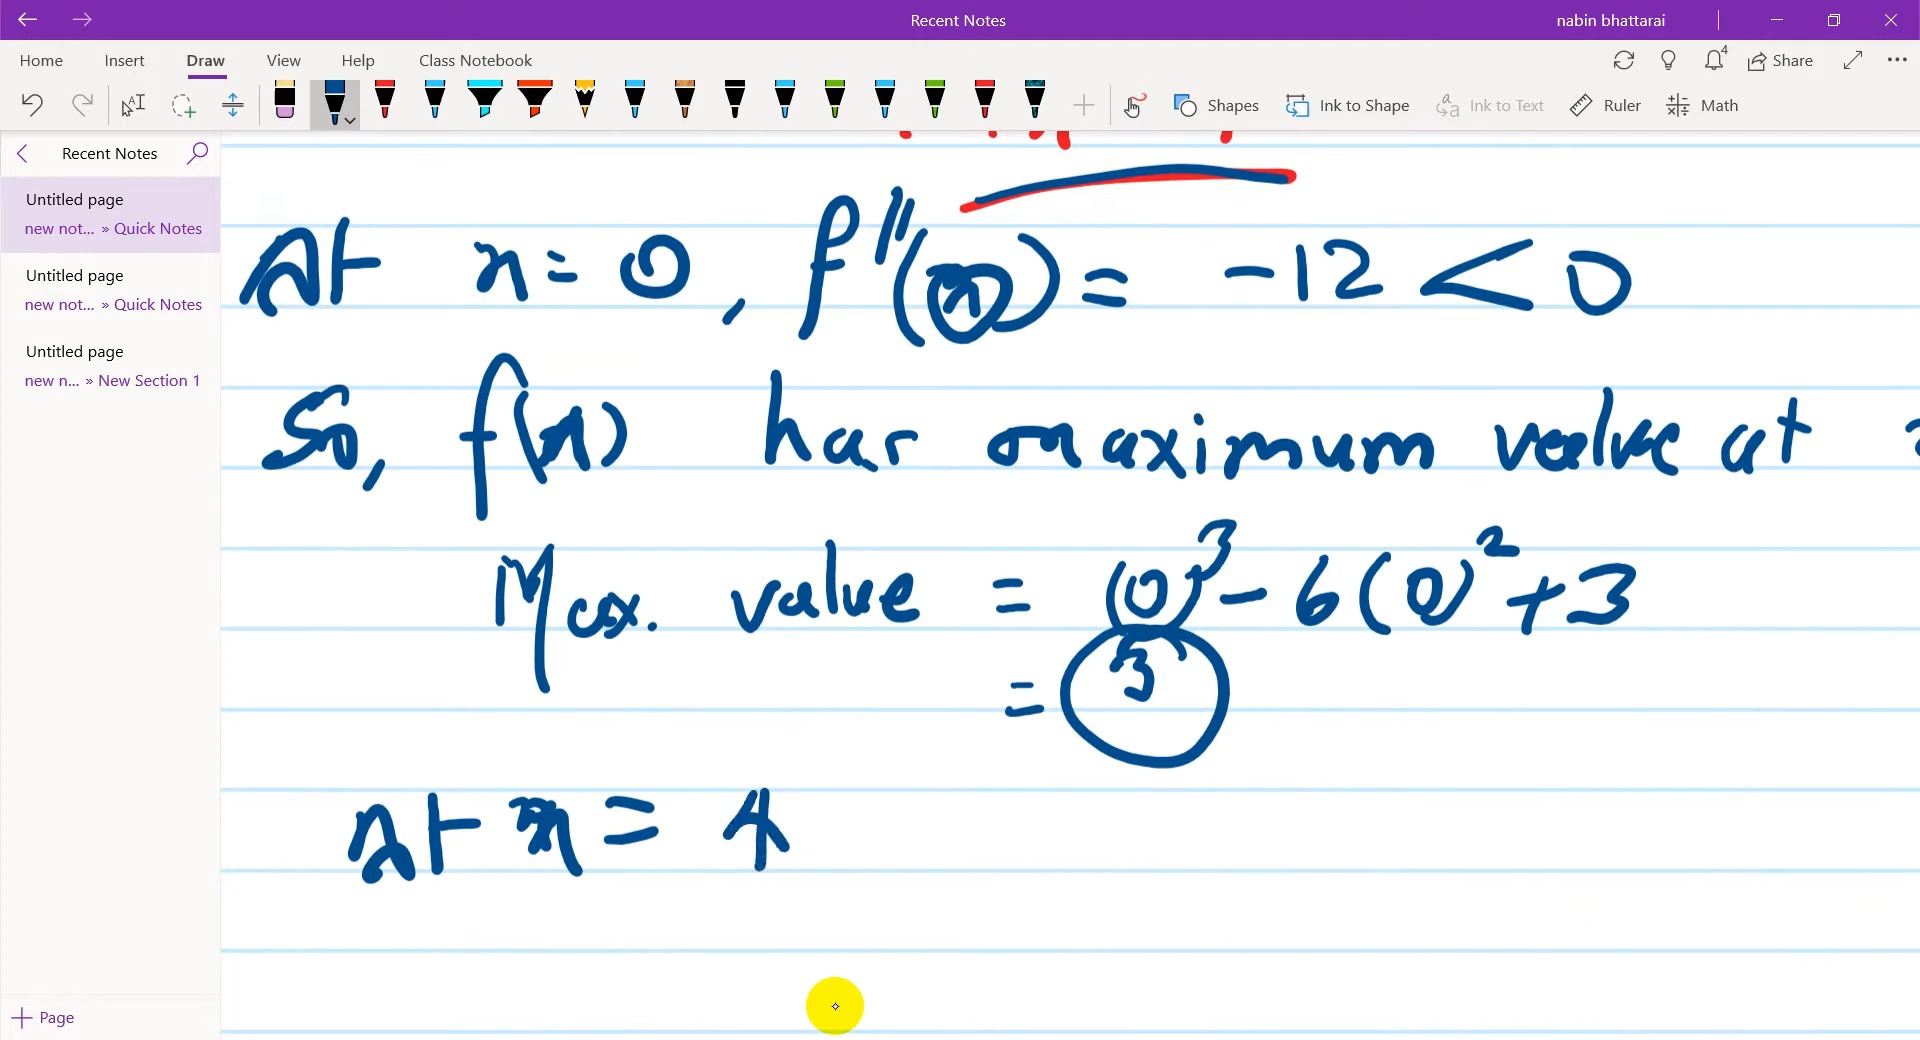 Recent Notes
nabin bhattarai
Home Insert Draw View Help Class Notebook
4
Share
Shapes Ink to Shape Ink to Text Ruler Math
Recent Notes
Untitled page
new not... » Quick Notes
Untitled page
new not... » Quick Notes
Untitled page
new n... » New Section 1
Page
At x = 0, f''(x) = -12 < 0
So, f(x) has maximum value at
Max. value = (0)³ - 6(0)² + 3
= 3
At x = 4